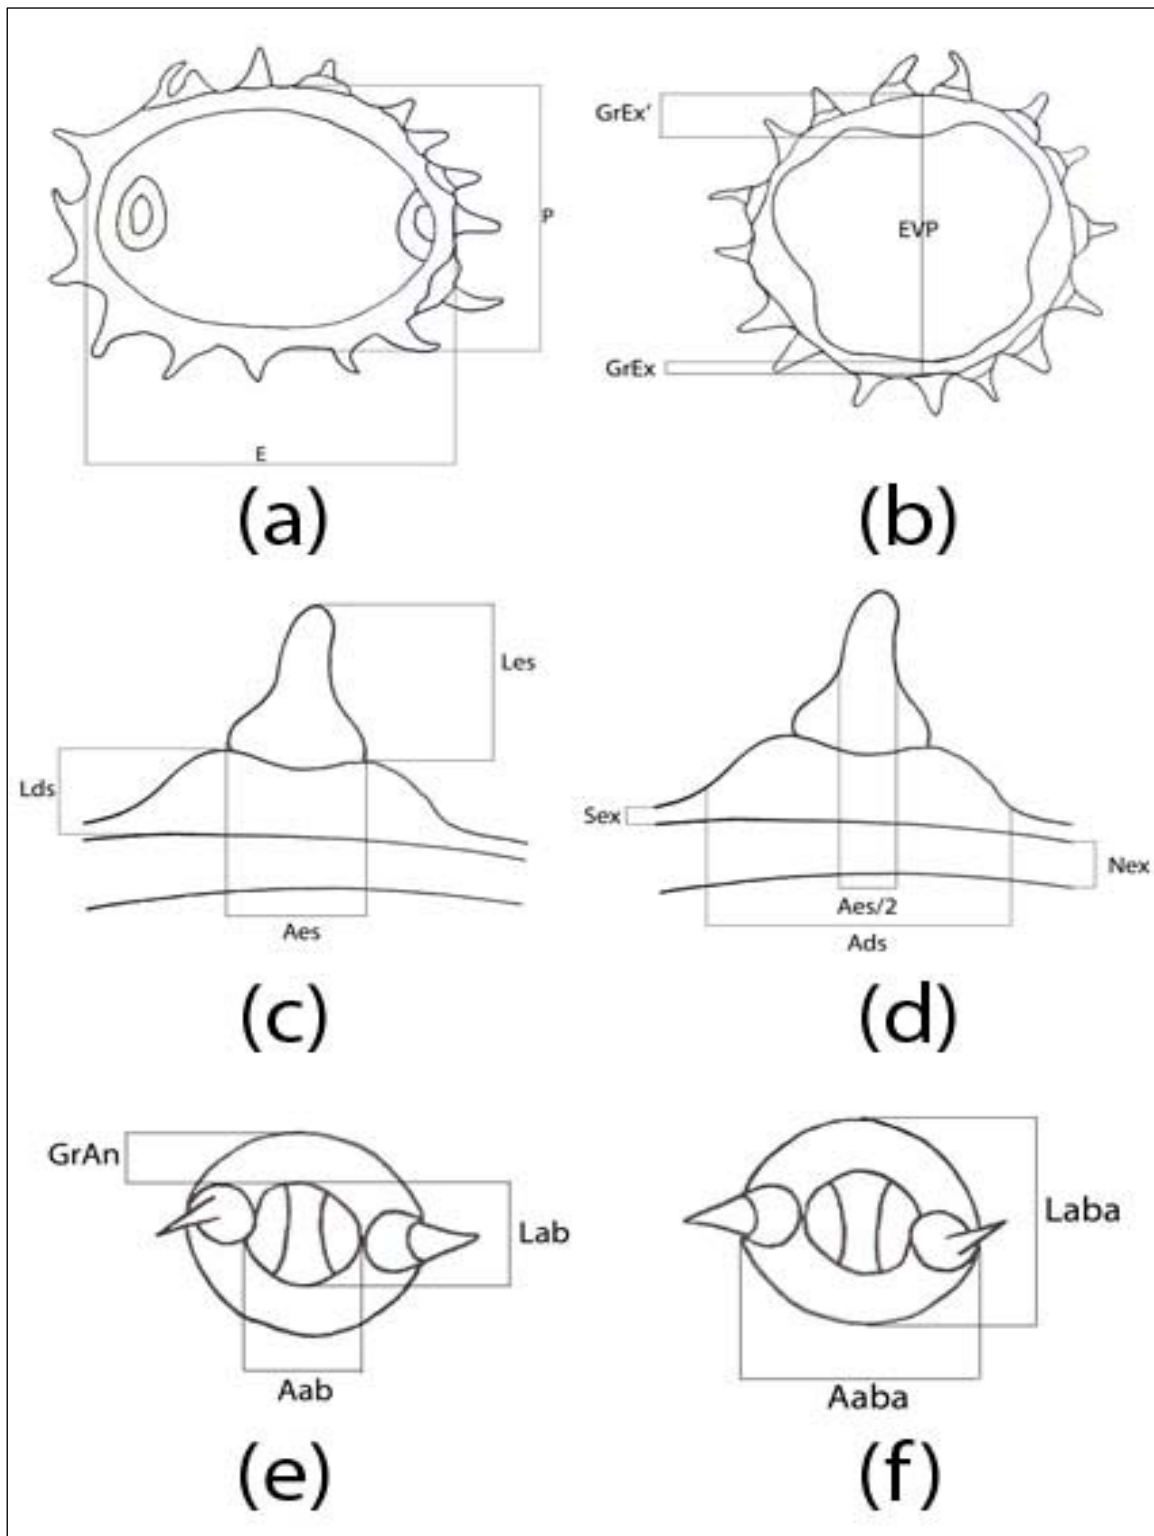 P
E
(a)
GrEx'
EVP
GrEx
(b)
Les
Lds
Aes
(c)
Sex
Nex
Aes/2
Ads
(d)
GrAn
Lab
Aab
(e)
Laba
Aaba
(f)